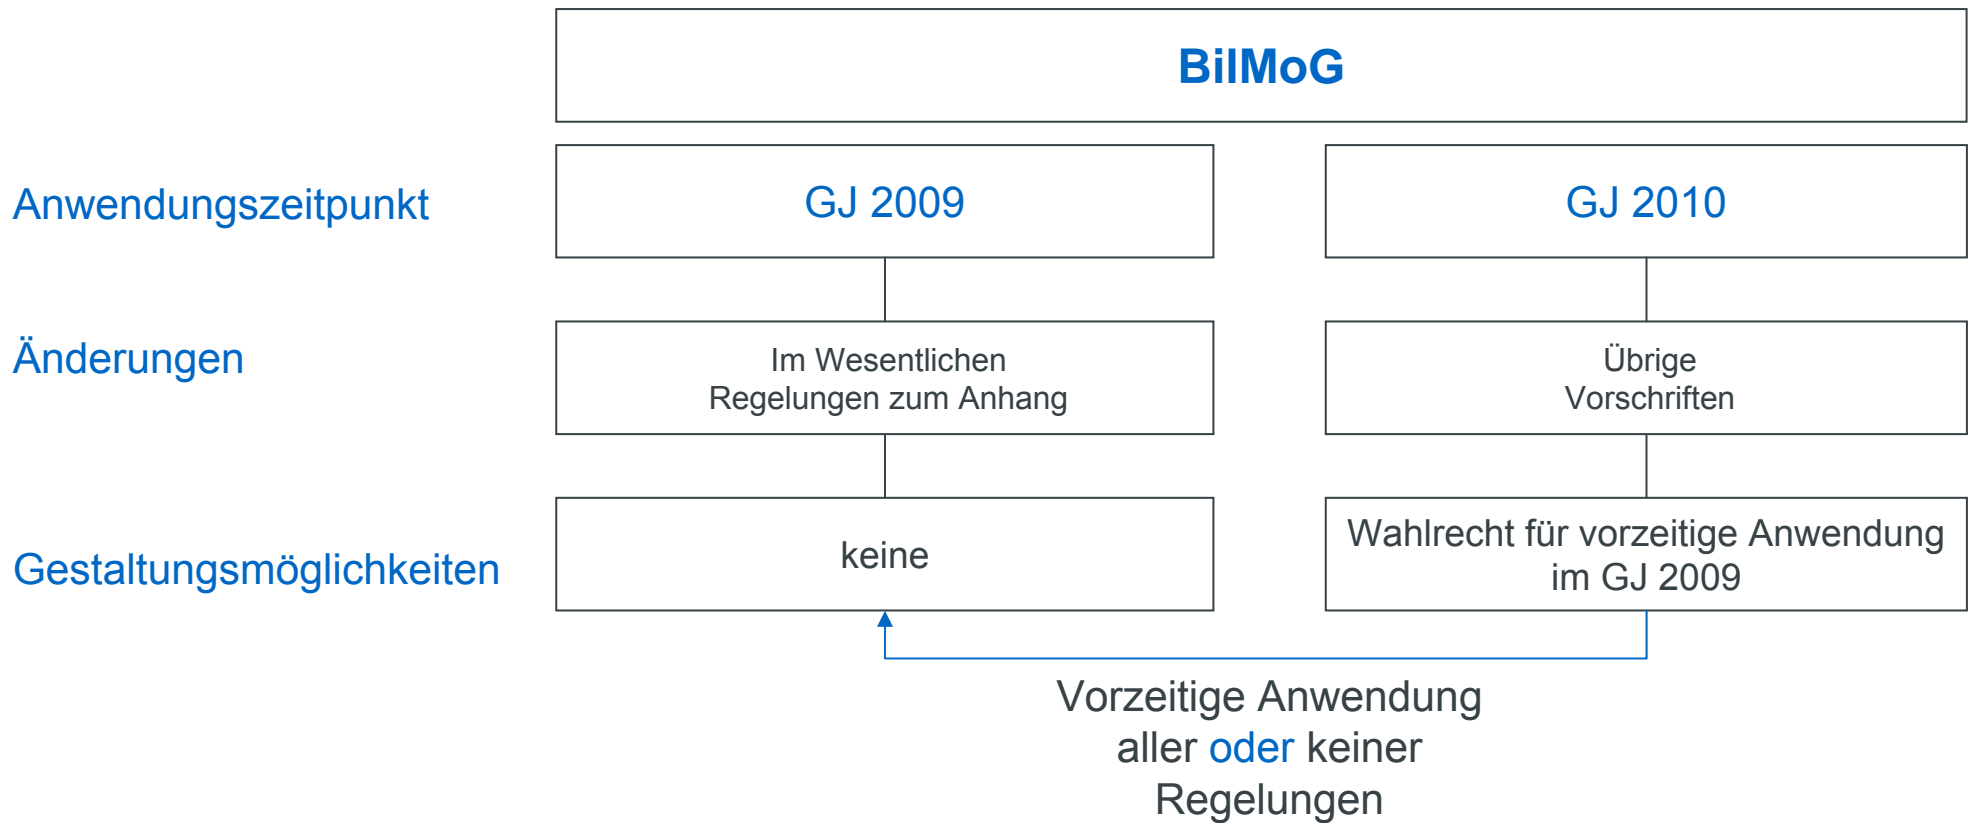 BilMoG
Anwendungszeitpunkt
GJ 2009
GJ 2010
Änderungen
Im Wesentlichen
Regelungen zum Anhang
Übrige
Vorschriften
Gestaltungsmöglichkeiten
keine
Wahlrecht für vorzeitige Anwendung
im GJ 2009
Vorzeitige Anwendung
aller oder keiner
Regelungen